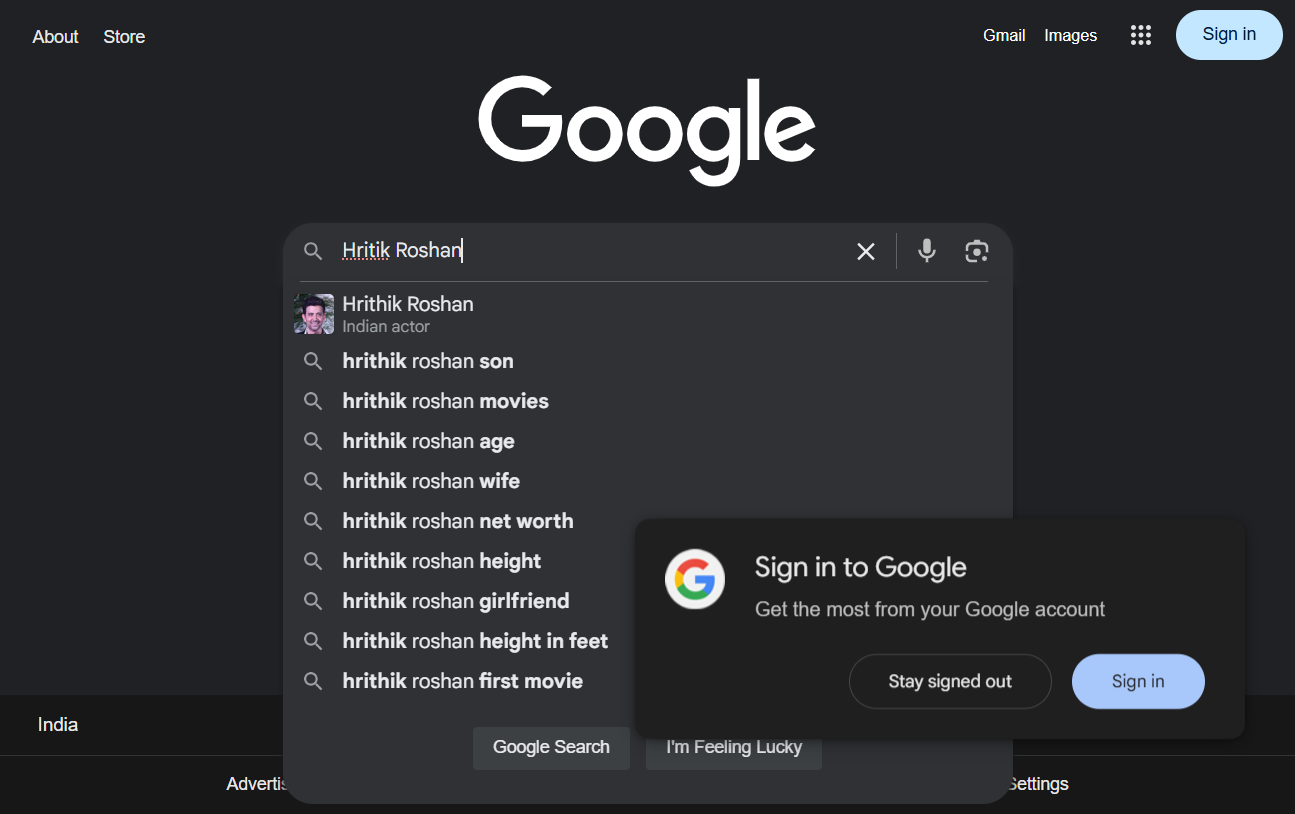 About Store
Gmail Images Sign in
Google
Hritik Roshan
Hrithik Roshan
Indian actor
hrithik roshan son
hrithik roshan movies
hrithik roshan age
hrithik roshan wife
hrithik roshan net worth
hrithik roshan height
hrithik roshan girlfriend
hrithik roshan height in feet
hrithik roshan first movie
Sign in to Google
Get the most from your Google account
Stay signed out Sign in
India
Google Search I'm Feeling Lucky
Settings